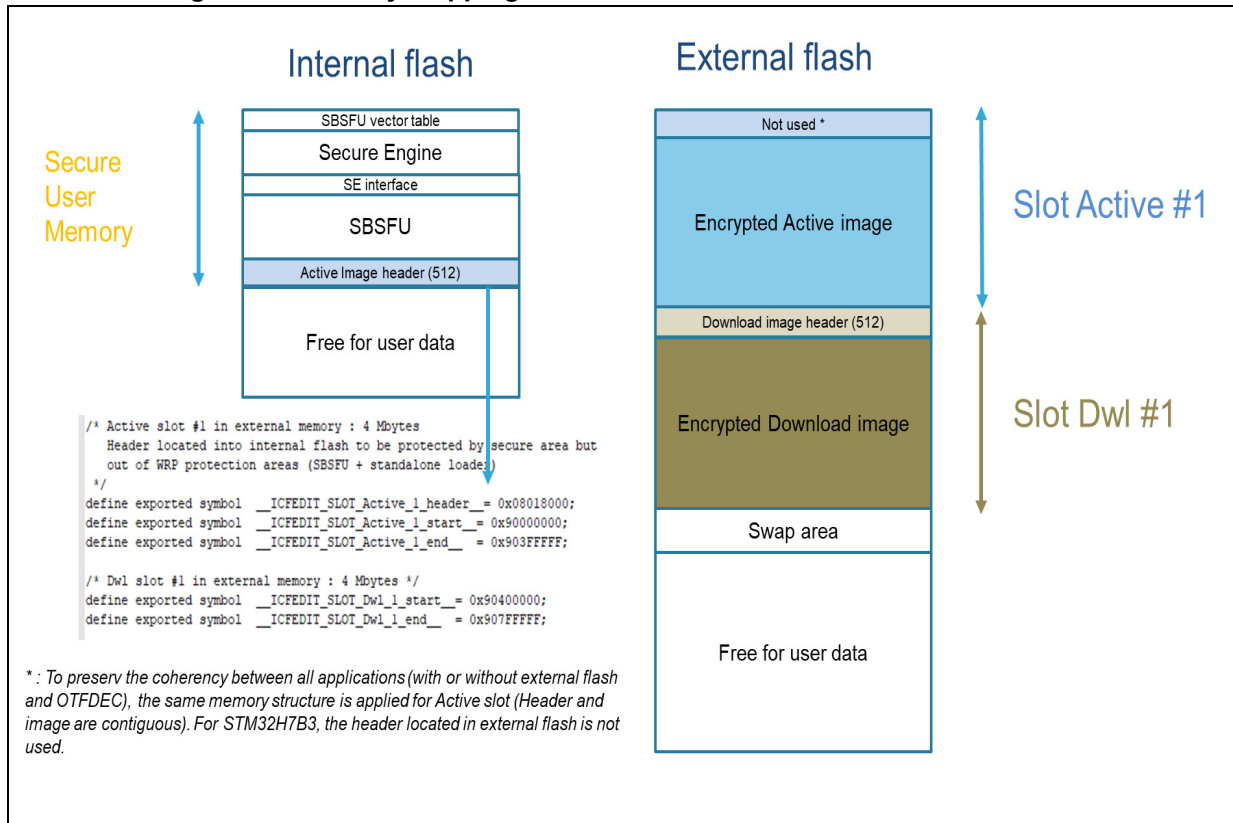 Internal flash
External flash
Secure
User
Memory
SBSFU vector table
Secure Engine
SE interface
SBSFU
Active Image header (512)
Free for user data
Not used *
Encrypted Active image
Download image header (512)
Encrypted Download image
Swap area
Free for user data
Slot Active #1
Slot Dwl #1
/* Active slot #1 in external memory : 4 Mbytes
Header located into internal flash to be protected by secure area but
out of WRP protection areas (SBSFU + standalone loader)
*/
define exported symbol __ICFEDIT_SLOT_Active_1_header__= 0x08018000;
define exported symbol __ICFEDIT_SLOT_Active_1_start__= 0x90000000;
define exported symbol __ICFEDIT_SLOT_Active_1_end__ = 0x903FFFFF;
/* Dwl slot #1 in external memory : 4 Mbytes */
define exported symbol __ICFEDIT_SLOT_Dwl_1_start__= 0x90400000;
define exported symbol __ICFEDIT_SLOT_Dwl_1_end__ = 0x907FFFFF;
* : To preserv the coherency between all applications (with or without external flash
and OTFDEC), the same memory structure is applied for Active slot (Header and
image are contiguous). For STM32H7B3, the header located in external flash is not
used.